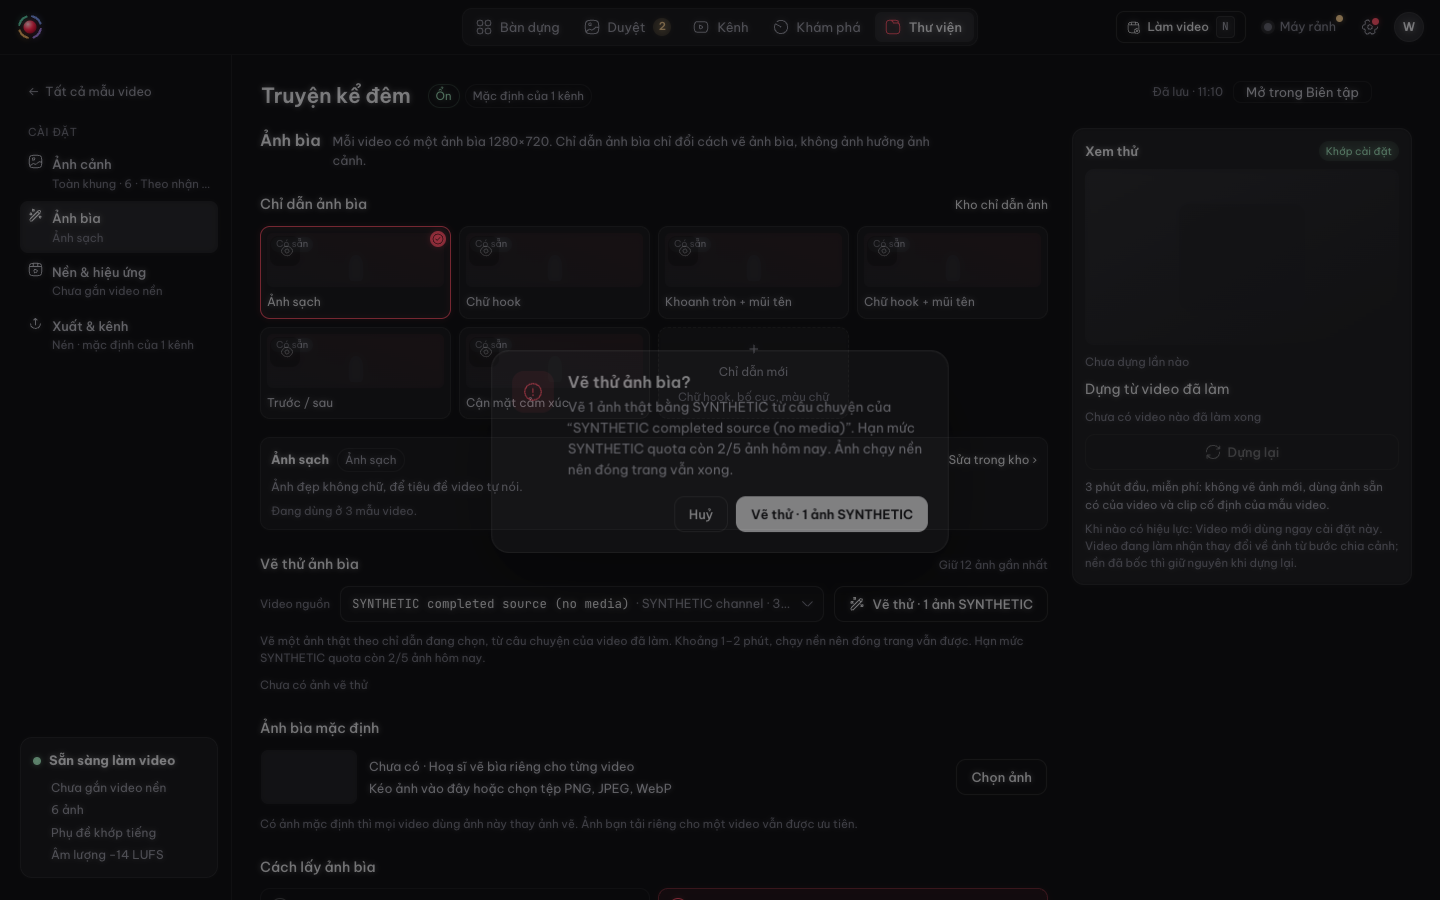 Bàn dựng
Duyệt 2
Kênh
Khám phá
Thư viện
Làm video N
Máy rảnh
W
← Tất cả mẫu video
CÀI ĐẶT
Ảnh cảnh
Toàn khung · 6 · Theo nhận ...
Ảnh bìa
Ảnh sạch
Nền & hiệu ứng
Chưa gắn video nền
Xuất & kênh
Nén · mặc định của 1 kênh
Sẵn sàng làm video
Chưa gắn video nền
6 ảnh
Phụ đề khớp tiếng
Âm lượng -14 LUFS
Truyện kể đêm
Ổn
Mặc định của 1 kênh
Đã lưu · 11:10
Mở trong Biên tập
Ảnh bìa
Mỗi video có một ảnh bìa 1280×720. Chỉ dẫn ảnh bìa chỉ đổi cách vẽ ảnh bìa, không ảnh hưởng ảnh
cảnh.
Chỉ dẫn ảnh bìa
Kho chỉ dẫn ảnh
Có sẵn
Ảnh sạch
Có sẵn
Chữ hook
Có sẵn
Khoanh tròn + mũi tên
Có sẵn
Chữ hook + mũi tên
Có sẵn
Trước / sau
Có sẵn
Cận mặt cảm xúc
+
Chỉ dẫn mới
Chữ hook, bố cục, màu chữ
Ảnh sạch
Ảnh sạch
Sửa trong kho ›
Ảnh đẹp không chữ, để tiêu đề video tự nói.
Đang dùng ở 3 mẫu video.
Vẽ thử ảnh bìa?
Vẽ 1 ảnh thật bằng SYNTHETIC từ câu chuyện của
“SYNTHETIC completed source (no media)”. Hạn mức
SYNTHETIC quota còn 2/5 ảnh hôm nay. Ảnh chạy nền
nên đóng trang vẫn xong.
Huỷ
Vẽ thử · 1 ảnh SYNTHETIC
Vẽ thử ảnh bìa
Giữ 12 ảnh gần nhất
Video nguồn
SYNTHETIC completed source (no media) · SYNTHETIC channel · 3...
Vẽ thử · 1 ảnh SYNTHETIC
Vẽ một ảnh thật theo chỉ dẫn đang chọn, từ câu chuyện của video đã làm. Khoảng 1–2 phút, chạy nền nên đóng trang vẫn được. Hạn mức
SYNTHETIC quota còn 2/5 ảnh hôm nay.
Chưa có ảnh vẽ thử
Ảnh bìa mặc định
Chưa có · Hoạ sĩ vẽ bìa riêng cho từng video
Kéo ảnh vào đây hoặc chọn tệp PNG, JPEG, WebP
Chọn ảnh
Có ảnh mặc định thì mọi video dùng ảnh này thay ảnh vẽ. Ảnh bạn tải riêng cho một video vẫn được ưu tiên.
Cách lấy ảnh bìa
Xem thử
Khớp cài đặt
Chưa dựng lần nào
Dựng từ video đã làm
Chưa có video nào đã làm xong
Dựng lại
3 phút đầu, miễn phí: không vẽ ảnh mới, dùng ảnh sẵn
có của video và clip cố định của mẫu video.
Khi nào có hiệu lực: Video mới dùng ngay cài đặt này.
Video đang làm nhận thay đổi về ảnh từ bước chia cảnh;
nền đã bốc thì giữ nguyên khi dựng lại.